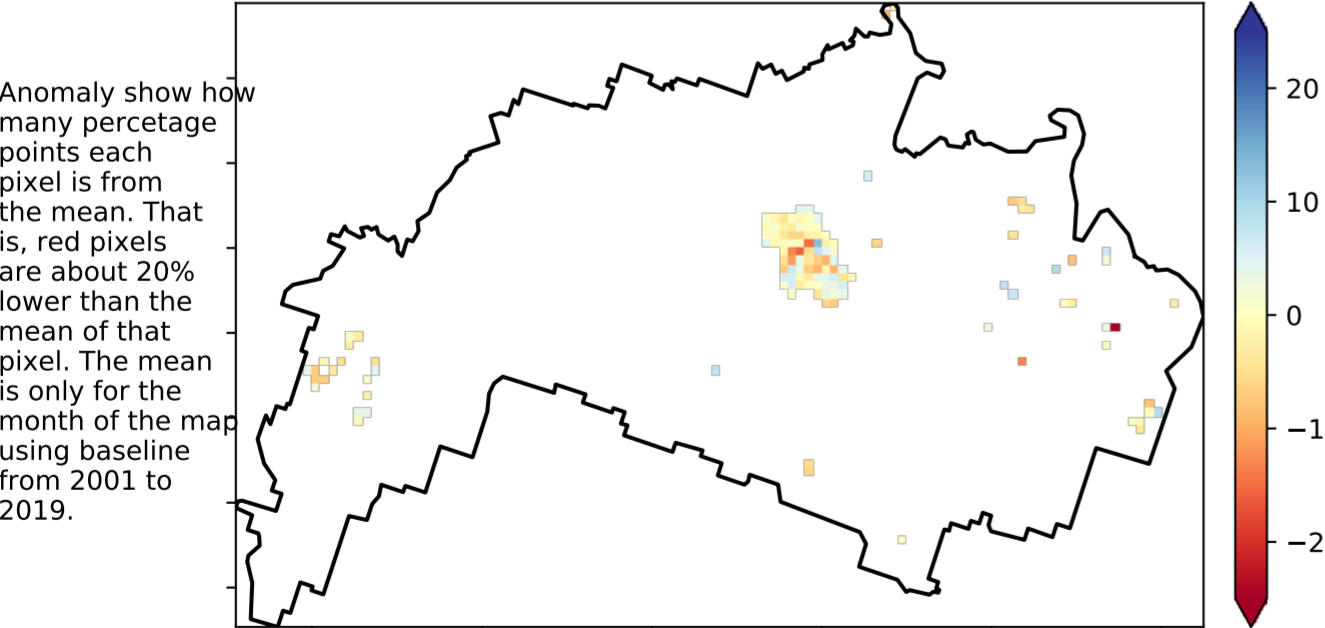 Anomaly show how
many percetage
points each
pixel is from
the mean. That
is, red pixels
are about 20%
lower than the
mean of that
pixel. The mean
is only for the
month of the map
using baseline
from 2001 to
2019.
20
10
0
−1
−2